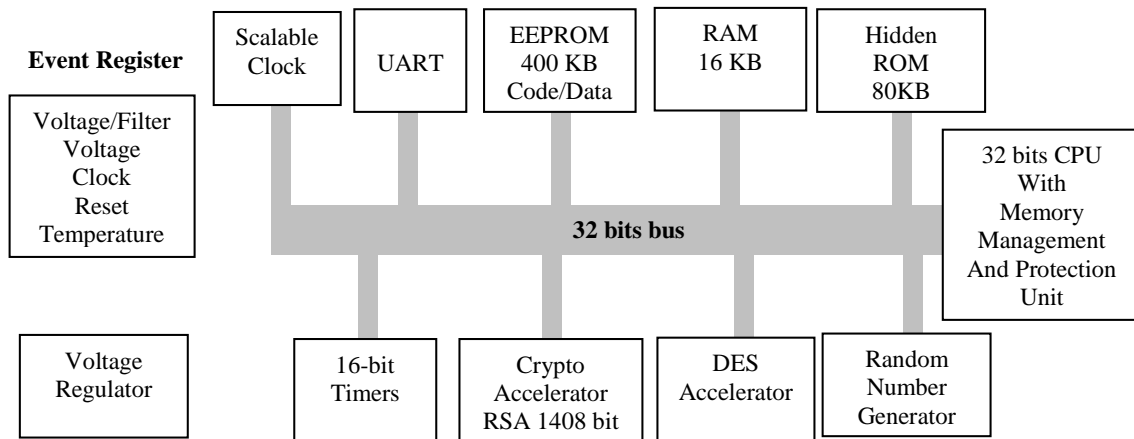 Event Register
Scalable
Clock
UART
EEPROM
400 KB
Code/Data
RAM
16 KB
Hidden
ROM
80KB
Voltage/Filter
Voltage
Clock
Reset
Temperature
32 bits CPU
With
Memory
Management
And Protection
Unit
32 bits bus
Voltage
Regulator
16-bit
Timers
Crypto
Accelerator
RSA 1408 bit
DES
Accelerator
Random
Number
Generator